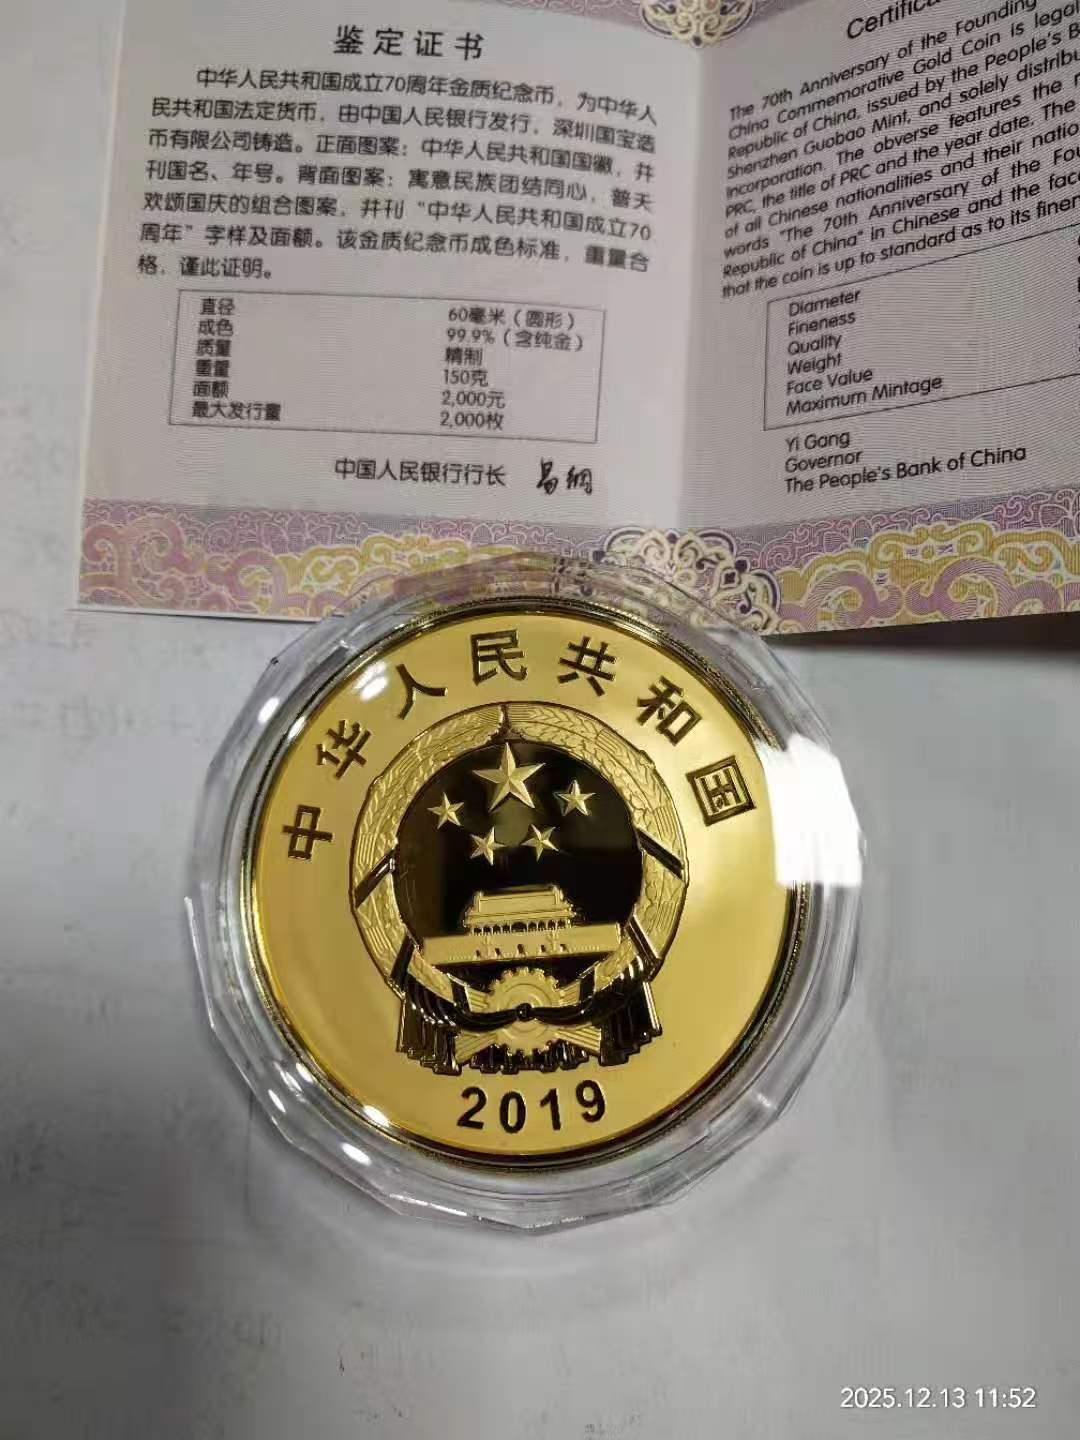 鉴定证书
中华人民共和国成立70周年金质纪念币，为中华人
民共和国法定货币，由中国人民银行发行，深圳国宝造
币有限公司铸造。正面图案：中华人民共和国国徽，并
刊国名、年号。背面图案：寓意民族团结同心，普天
欢颂国庆的组合图案，并刊“中华人民共和国成立70
周年”字样及面额。该金质纪念币成色标准，重量合
格，谨此证明。
直径 60毫米（圆形）
成色 99.9%（含纯金）
质量 精制
重量 150克
面额 2,000元
最大发行量 2,000枚
中国人民银行行长 易纲
The 70th Anniversary of the Founding
China Commemorative Gold Coin is legal
Republic of China, issued by the People's B
Shenzhen Guobao Mint, and solely distribu
Incorporation. The obverse features the n
PRC, the title of PRC and the year date. The
of all Chinese nationalities and their natio
words "The 70th Anniversary of the Fou
Republic of China" in Chinese and the face
that the coin is up to standard as to its finen
Diameter
Fineness
Quality
Weight
Face Value
Maximum Mintage
Yi Gang
Governor
The People's Bank of China
中华人民共和国
2019
2025.12.13 11:52